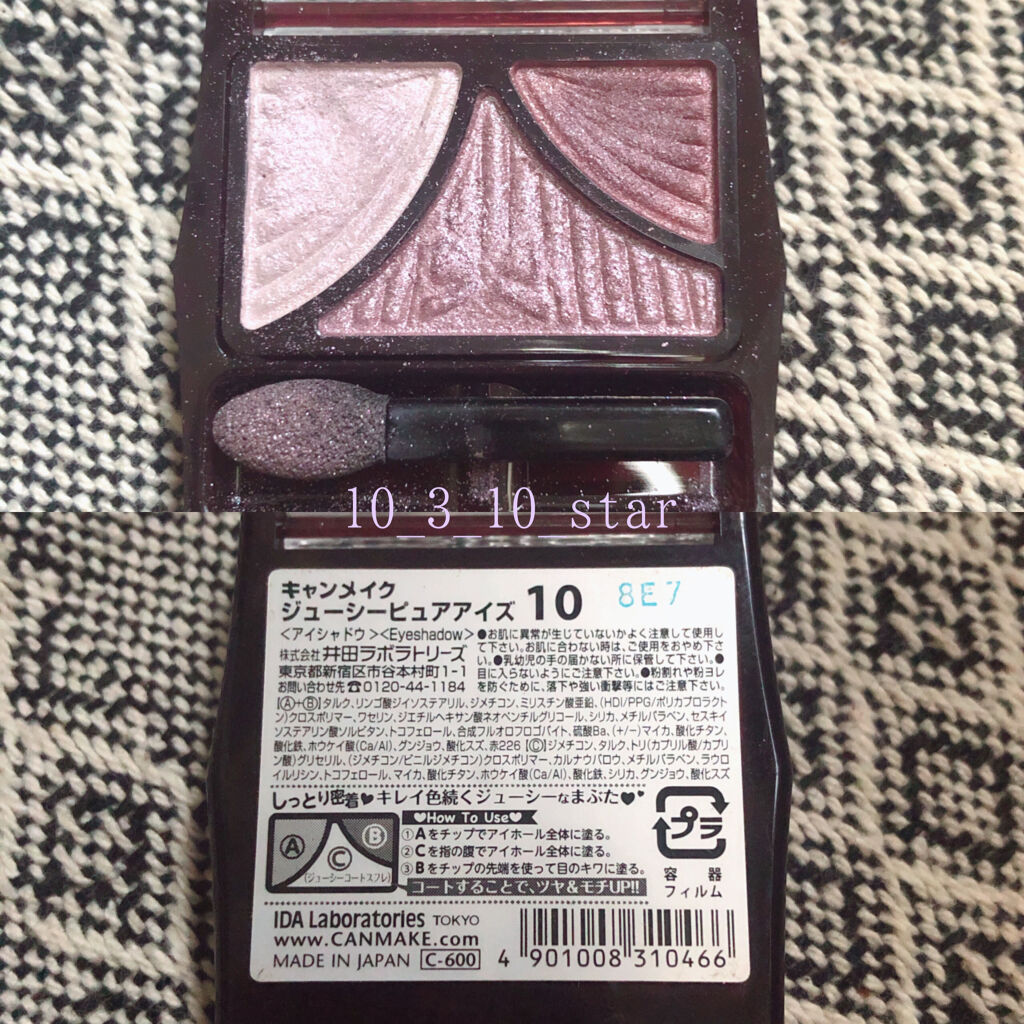 10_3_10_star
キャンメイク
ジューシーピュアアイズ 10 8E7
<アイシャドウ><Eyeshadow>
株式会社 井田ラボラトリーズ
東京都新宿区市谷本村町1-1
お問い合わせ先☎0120-44-1184
●お肌に異常が生じていないかよく注意して使用し
て下さい。お肌に合わない時は、ご使用をおやめ下さ
い。●乳幼児の手の届かない所に保管して下さい。●
目に入らないようにご注意下さい。●粉割れや粉ヨレ
を防ぐために、落下や強い衝撃等にはご注意下さい。
[Ⓐ+Ⓑ]タルク、リンゴ酸ジイソステアリル、ジメチコン、ミリスチン酸亜鉛、(HDI/PPG/ポリカプロラクト
ン)クロスポリマー、ワセリン、ジエチルヘキサン酸ネオペンチルグリコール、シリカ、メチルパラベン、セスキイ
ソステアリン酸ソルビタン、トコフェロール、合成フルオロフロゴパイト、硫酸Ba、(+/-)マイカ、酸化チタン、
酸化鉄、ホウケイ酸(Ca/Al)、グンジョウ、酸化スズ、赤226 [Ⓒ]ジメチコン、タルク、トリ(カプリル酸/カプリ
ン酸)グリセリル、(ジメチコン/ビニルジメチコン)クロスポリマー、カルナウバロウ、メチルパラベン、ラウロ
イルリシン、トコフェロール、マイカ、酸化チタン、ホウケイ酸(Ca/Al)、酸化鉄、シリカ、グンジョウ、酸化スズ
しっとり密着♥キレイ色続くジューシーなまぶた♥♥
♥How To Use♥
Ⓐ Ⓑ
Ⓒ
(ジューシーコートスフレ)
①Aをチップでアイホール全体に塗る。
②Cを指の腹でアイホール全体に塗る。
③Bをチップの先端を使って目のキワに塗る。
コートすることで、ツヤ&モチUP!!
プラ
容器
フィルム
IDA Laboratories TOKYO
www.CANMAKE.com
MADE IN JAPAN C-600
4 901008 310466